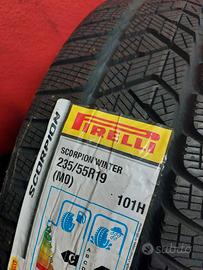 PIRELLI
SCORPION WINTER
235/55R19
(MO)
101H
SCORPION
A
B
C
subito